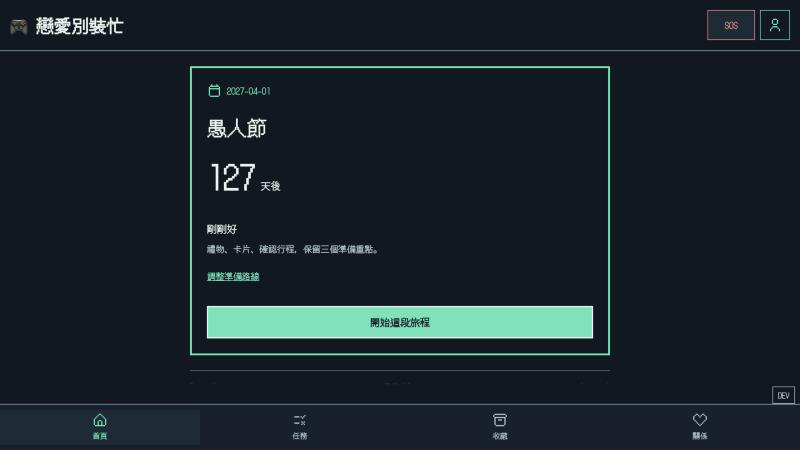 戀愛別裝忙
SOS
2027-04-01
愚人節
127 天後
剛剛好
禮物、卡片、確認行程，保留三個準備重點。
調整準備路線
開始這段旅程
DEV
首頁
任務
收藏
關係